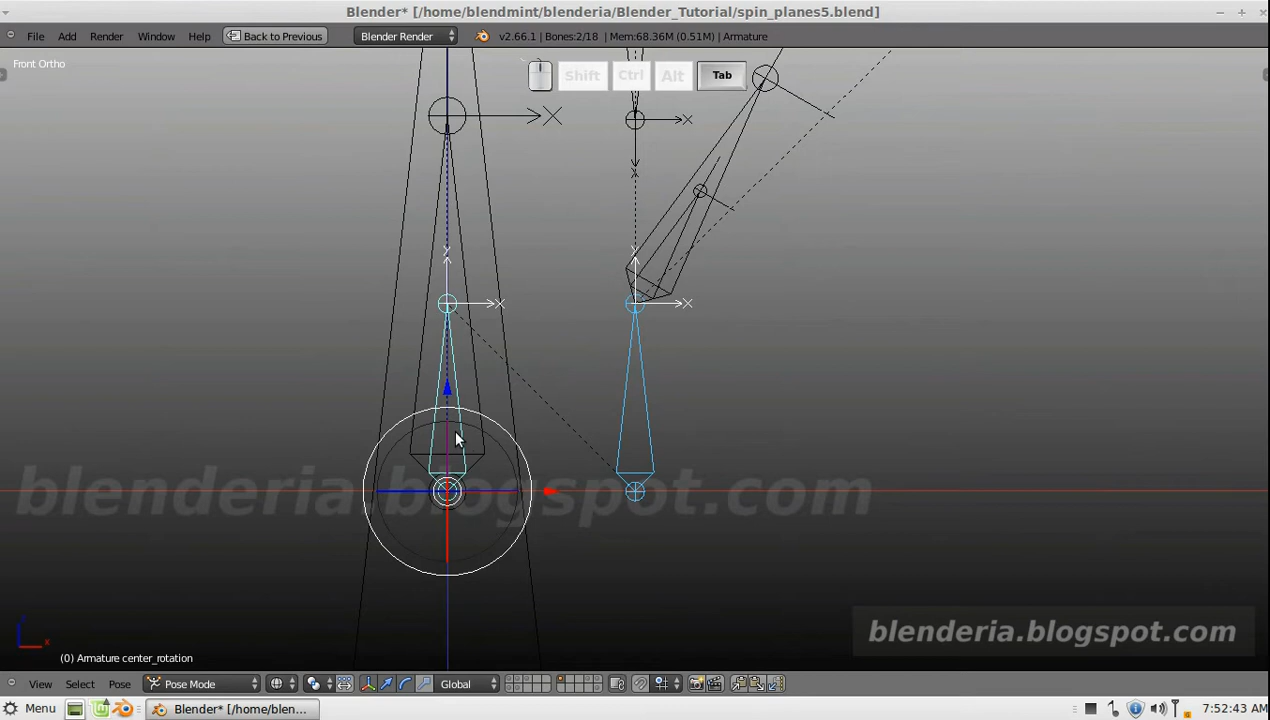 Blender* [/home/blendmint/blenderia/Blender_Tutorial/spin_planes5.blend]
File Add Render Window Help Back to Previous Blender Render v2.66.1 | Bones:2/18 | Mem:68.36M (0.51M) | Armature
Front Ortho
Shift Ctrl Alt Tab
X
X
X
Y Y
X X
blenderia.blogspot.com
x
blenderia.blogspot.com
(0) Armature center_rotation
View Select Pose Pose Mode Global
Menu Blender* [/home/blen... 7:52:43 AM